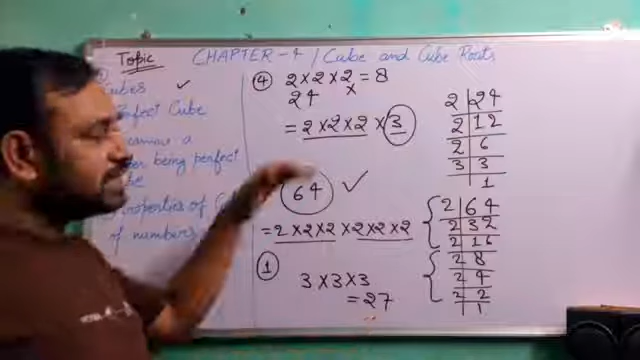 Topic
CHAPTER-4 / Cube and Cube Roots
Cubes ✓
Perfect Cube
being perfect
Properties of
of numbers
④ 2×2×2=8
×
24
= 2×2×2×3
64 ✓
= 2×2×2×2×2×2
① 3×3×3
=27
2 | 24
2 | 12
2 | 6
3 | 3
1
2 | 64
2 | 32
2 | 16
2 | 8
2 | 4
2 | 2
1